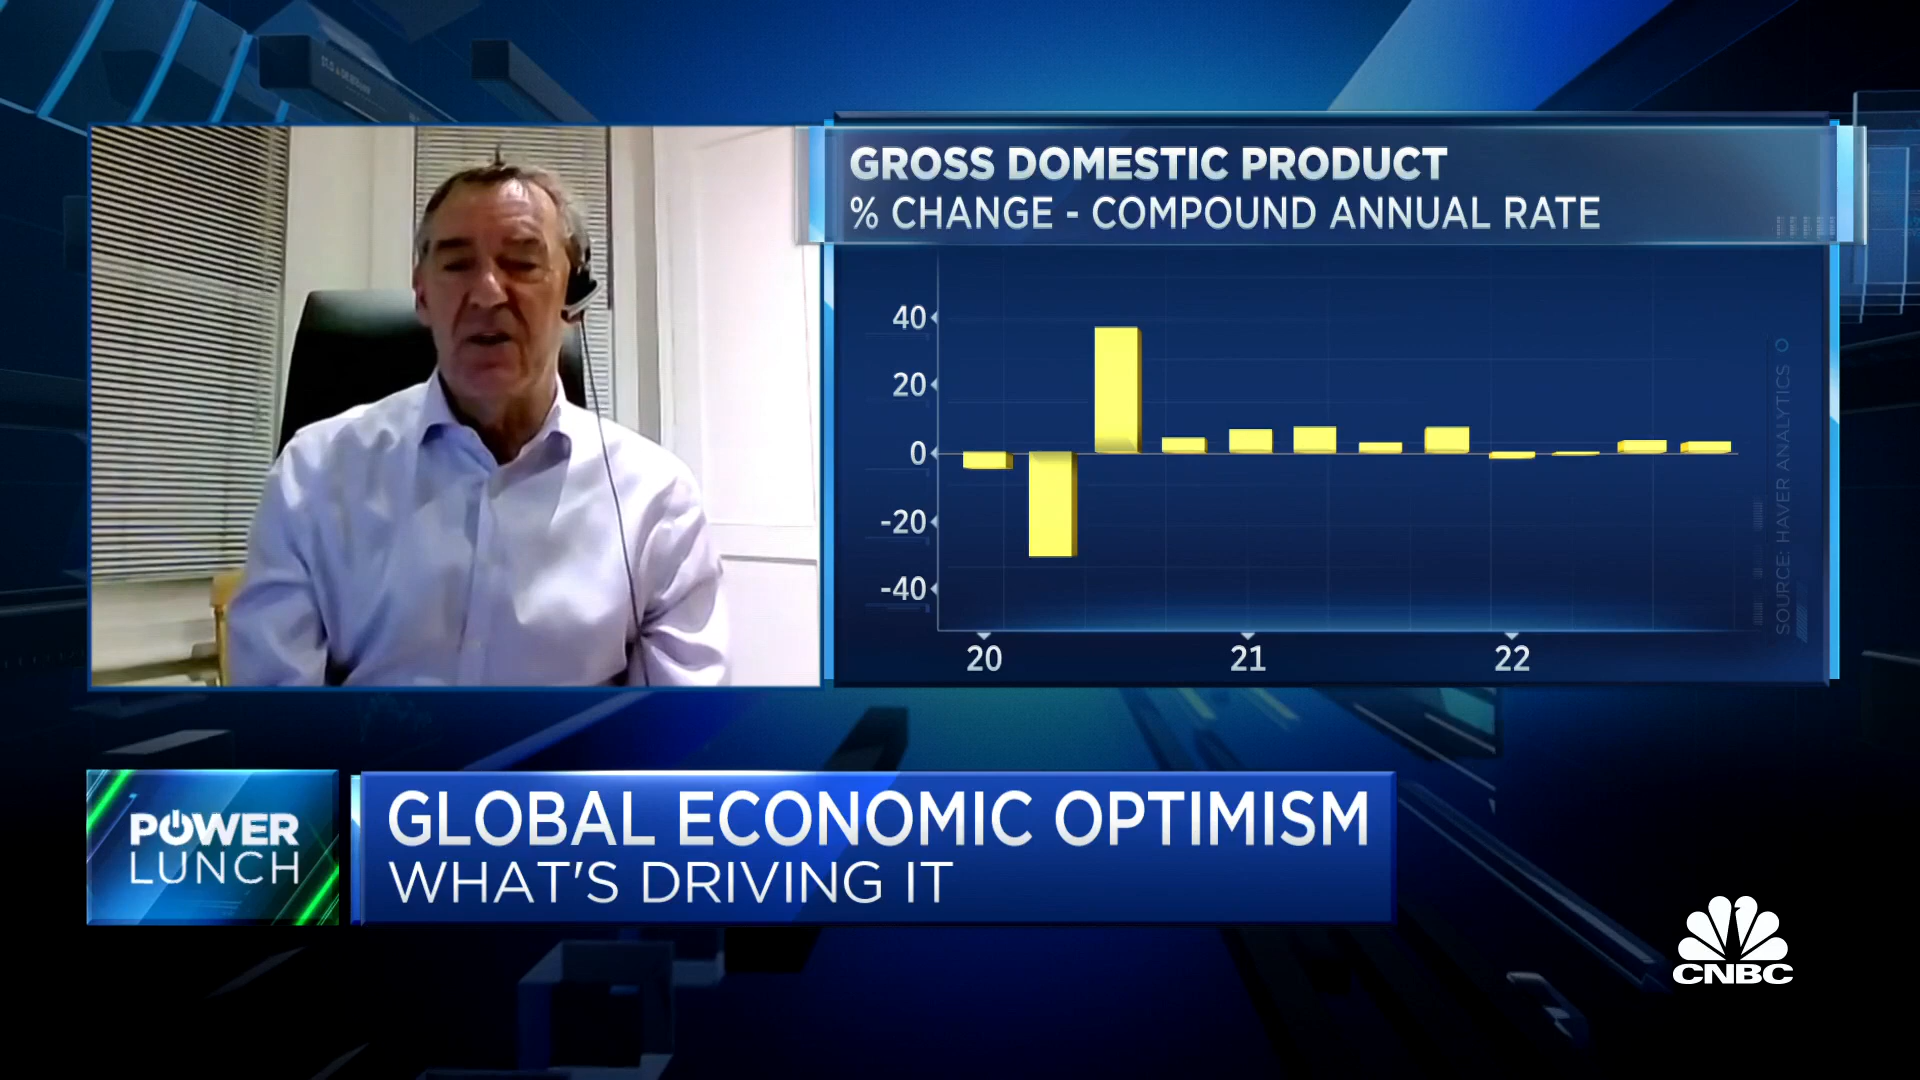 GROSS DOMESTIC PRODUCT
% CHANGE - COMPOUND ANNUAL RATE
40
20
0
-20
-40
20
21
22
SOURCE: HAVER ANALYTICS
POWER
LUNCH
GLOBAL ECONOMIC OPTIMISM
WHAT'S DRIVING IT
CNBC